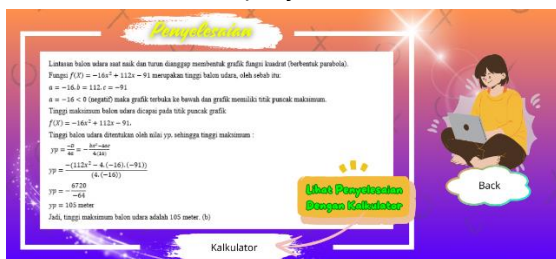 Penyelesaian
Lintasan balon udara saat naik dan turun dianggap membentuk grafik fungsi kuadrat (berbentuk parabola).
Fungsi f(X) = −16x² + 112x − 91 merupakan tinggi balon udara, oleh sebab itu:
a = −16, b = 112, c = −91
a = −16 < 0 (negatif) maka grafik terbuka ke bawah dan grafik memiliki titik puncak maksimum.
Tinggi maksimum balon udara dicapai pada titik puncak grafik
f(X) = −16x² + 112x − 91.
Tinggi balon udara ditentukan oleh nilai yp, sehingga tinggi maksimum :
yp = −D/4a = −
yp = −(112x² − 4.(−16).(−91))/(4.(−16))
yp = − 6720/−64
yp = 105 meter
Jadi, tinggi maksimum balon udara adalah 105 meter. (b)
Lihat Penyelesaian
Dengan Kalkulator
Back
Kalkulator